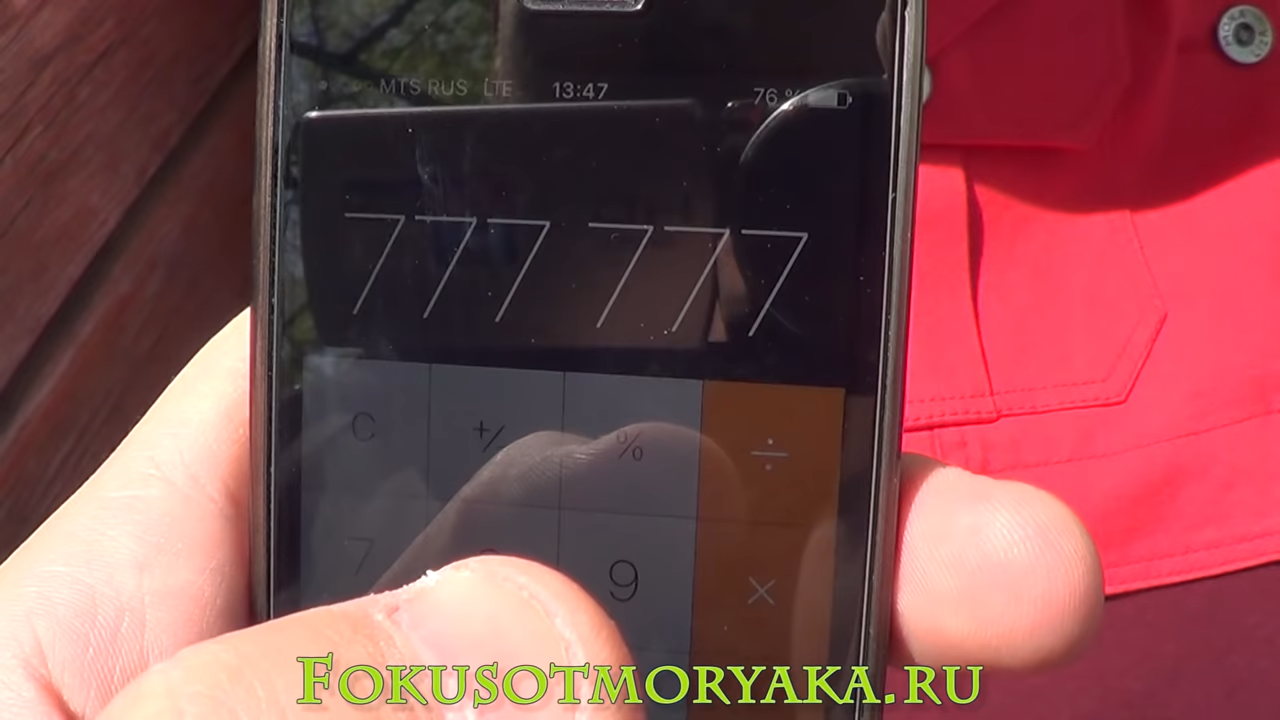 MTS RUS LTE 13:47 76 %
777 777
C +/ % ÷
7 9 ×
FOKUSOTMORYAKA.RU